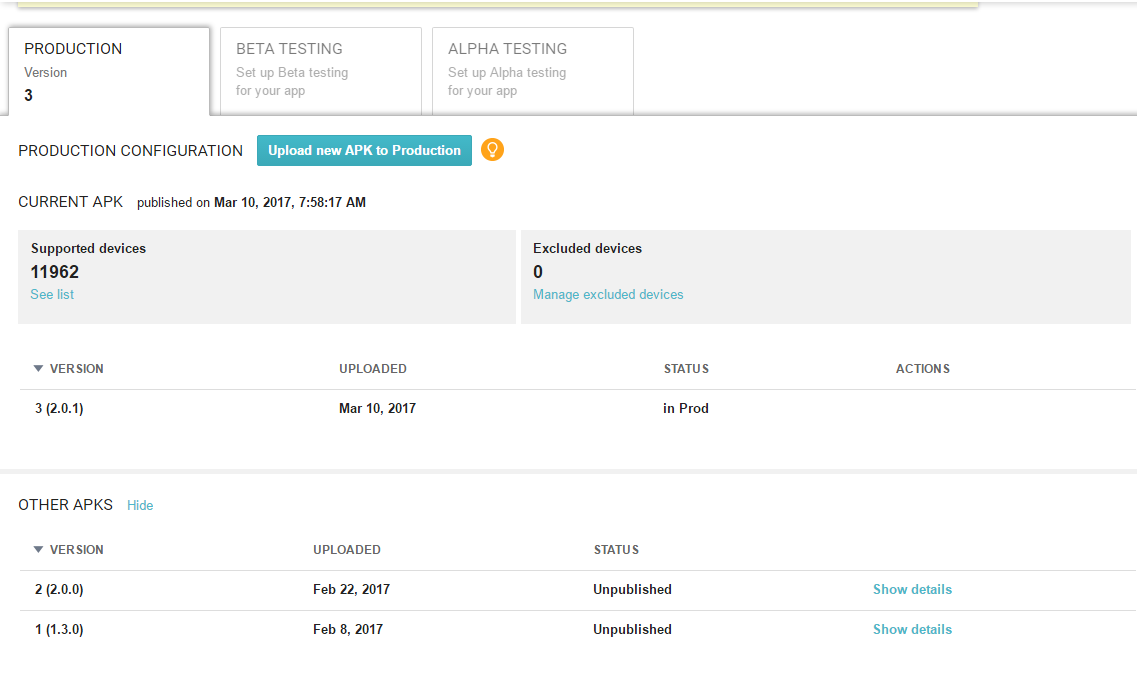 PRODUCTION
Version
3
BETA TESTING
Set up Beta testing
for your app
ALPHA TESTING
Set up Alpha testing
for your app
PRODUCTION CONFIGURATION Upload new APK to Production
CURRENT APK published on Mar 10, 2017, 7:58:17 AM
Supported devices
11962
See list
Excluded devices
0
Manage excluded devices
VERSION UPLOADED STATUS ACTIONS
3 (2.0.1) Mar 10, 2017 in Prod
OTHER APKS Hide
VERSION UPLOADED STATUS
2 (2.0.0) Feb 22, 2017 Unpublished Show details
1 (1.3.0) Feb 8, 2017 Unpublished Show details